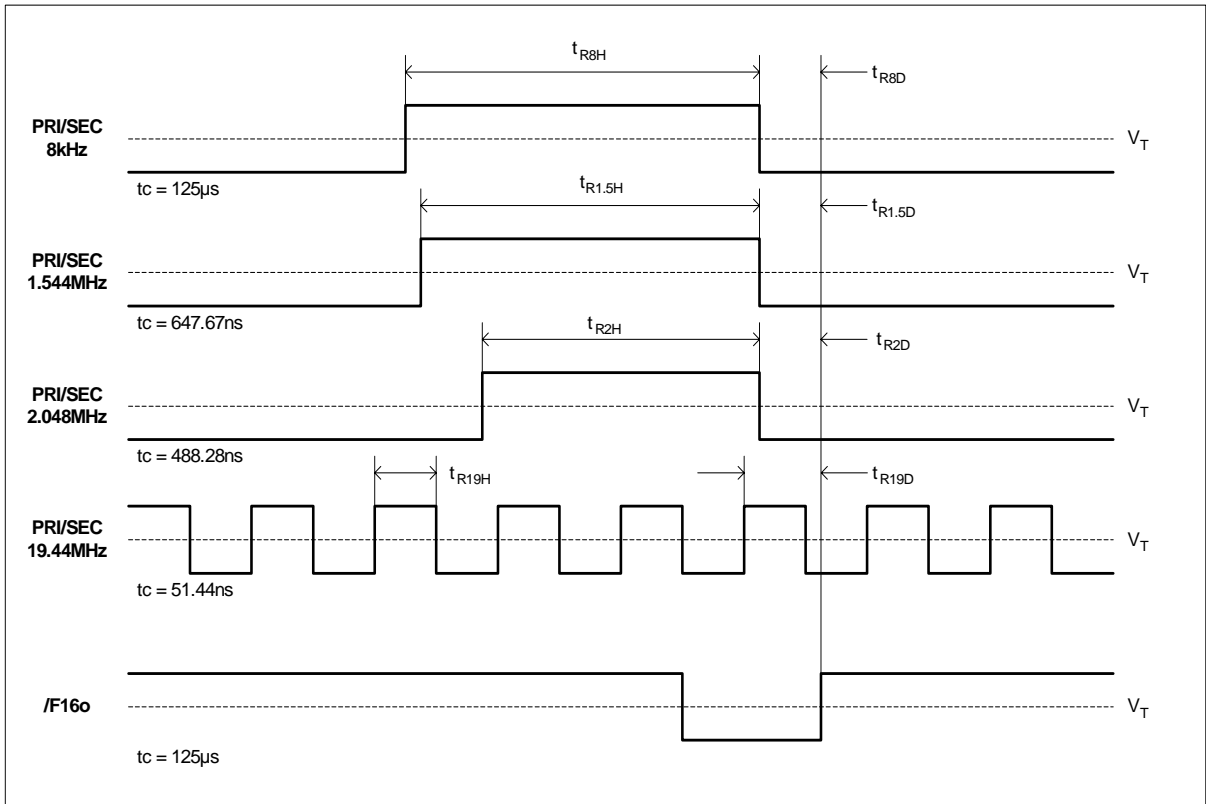 tR8H
tR8D
PRI/SEC
8kHz
VT
tc = 125µs
tR1.5H
tR1.5D
PRI/SEC
1.544MHz
VT
tc = 647.67ns
tR2H
tR2D
PRI/SEC
2.048MHz
VT
tc = 488.28ns
tR19H
tR19D
PRI/SEC
19.44MHz
VT
tc = 51.44ns
/F16o
VT
tc = 125µs